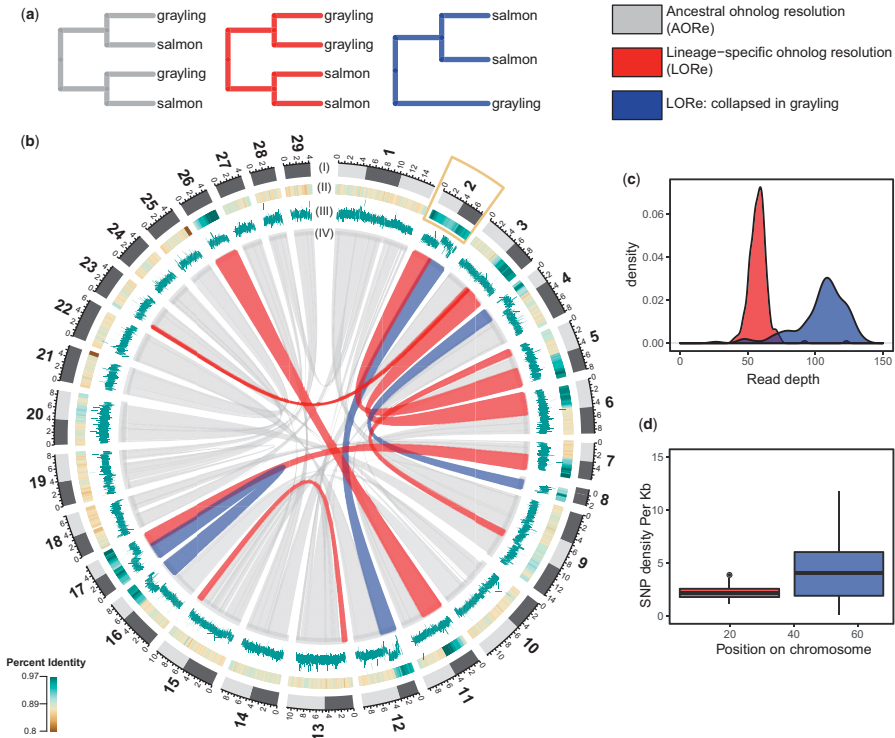 (a)
grayling
salmon
grayling
salmon
grayling
grayling
salmon
salmon
salmon
salmon
grayling
Ancestral ohnolog resolution
(AORe)
Lineage−specific ohnolog resolution
(LORe)
LORe: collapsed in grayling
(b)
(I)
(II)
(III)
(IV)
1
2
3
4
5
6
7
8
9
10
11
12
13
14
15
16
17
18
19
20
21
22
23
24
25
26
27
28
29
Percent Identity
0.97
0.89
0.8
(c)
density
0.06
0.04
0.02
0.00
0
50
100
150
Read depth
(d)
SNP density Per Kb
15
10
5
0
20
40
60
Position on chromosome